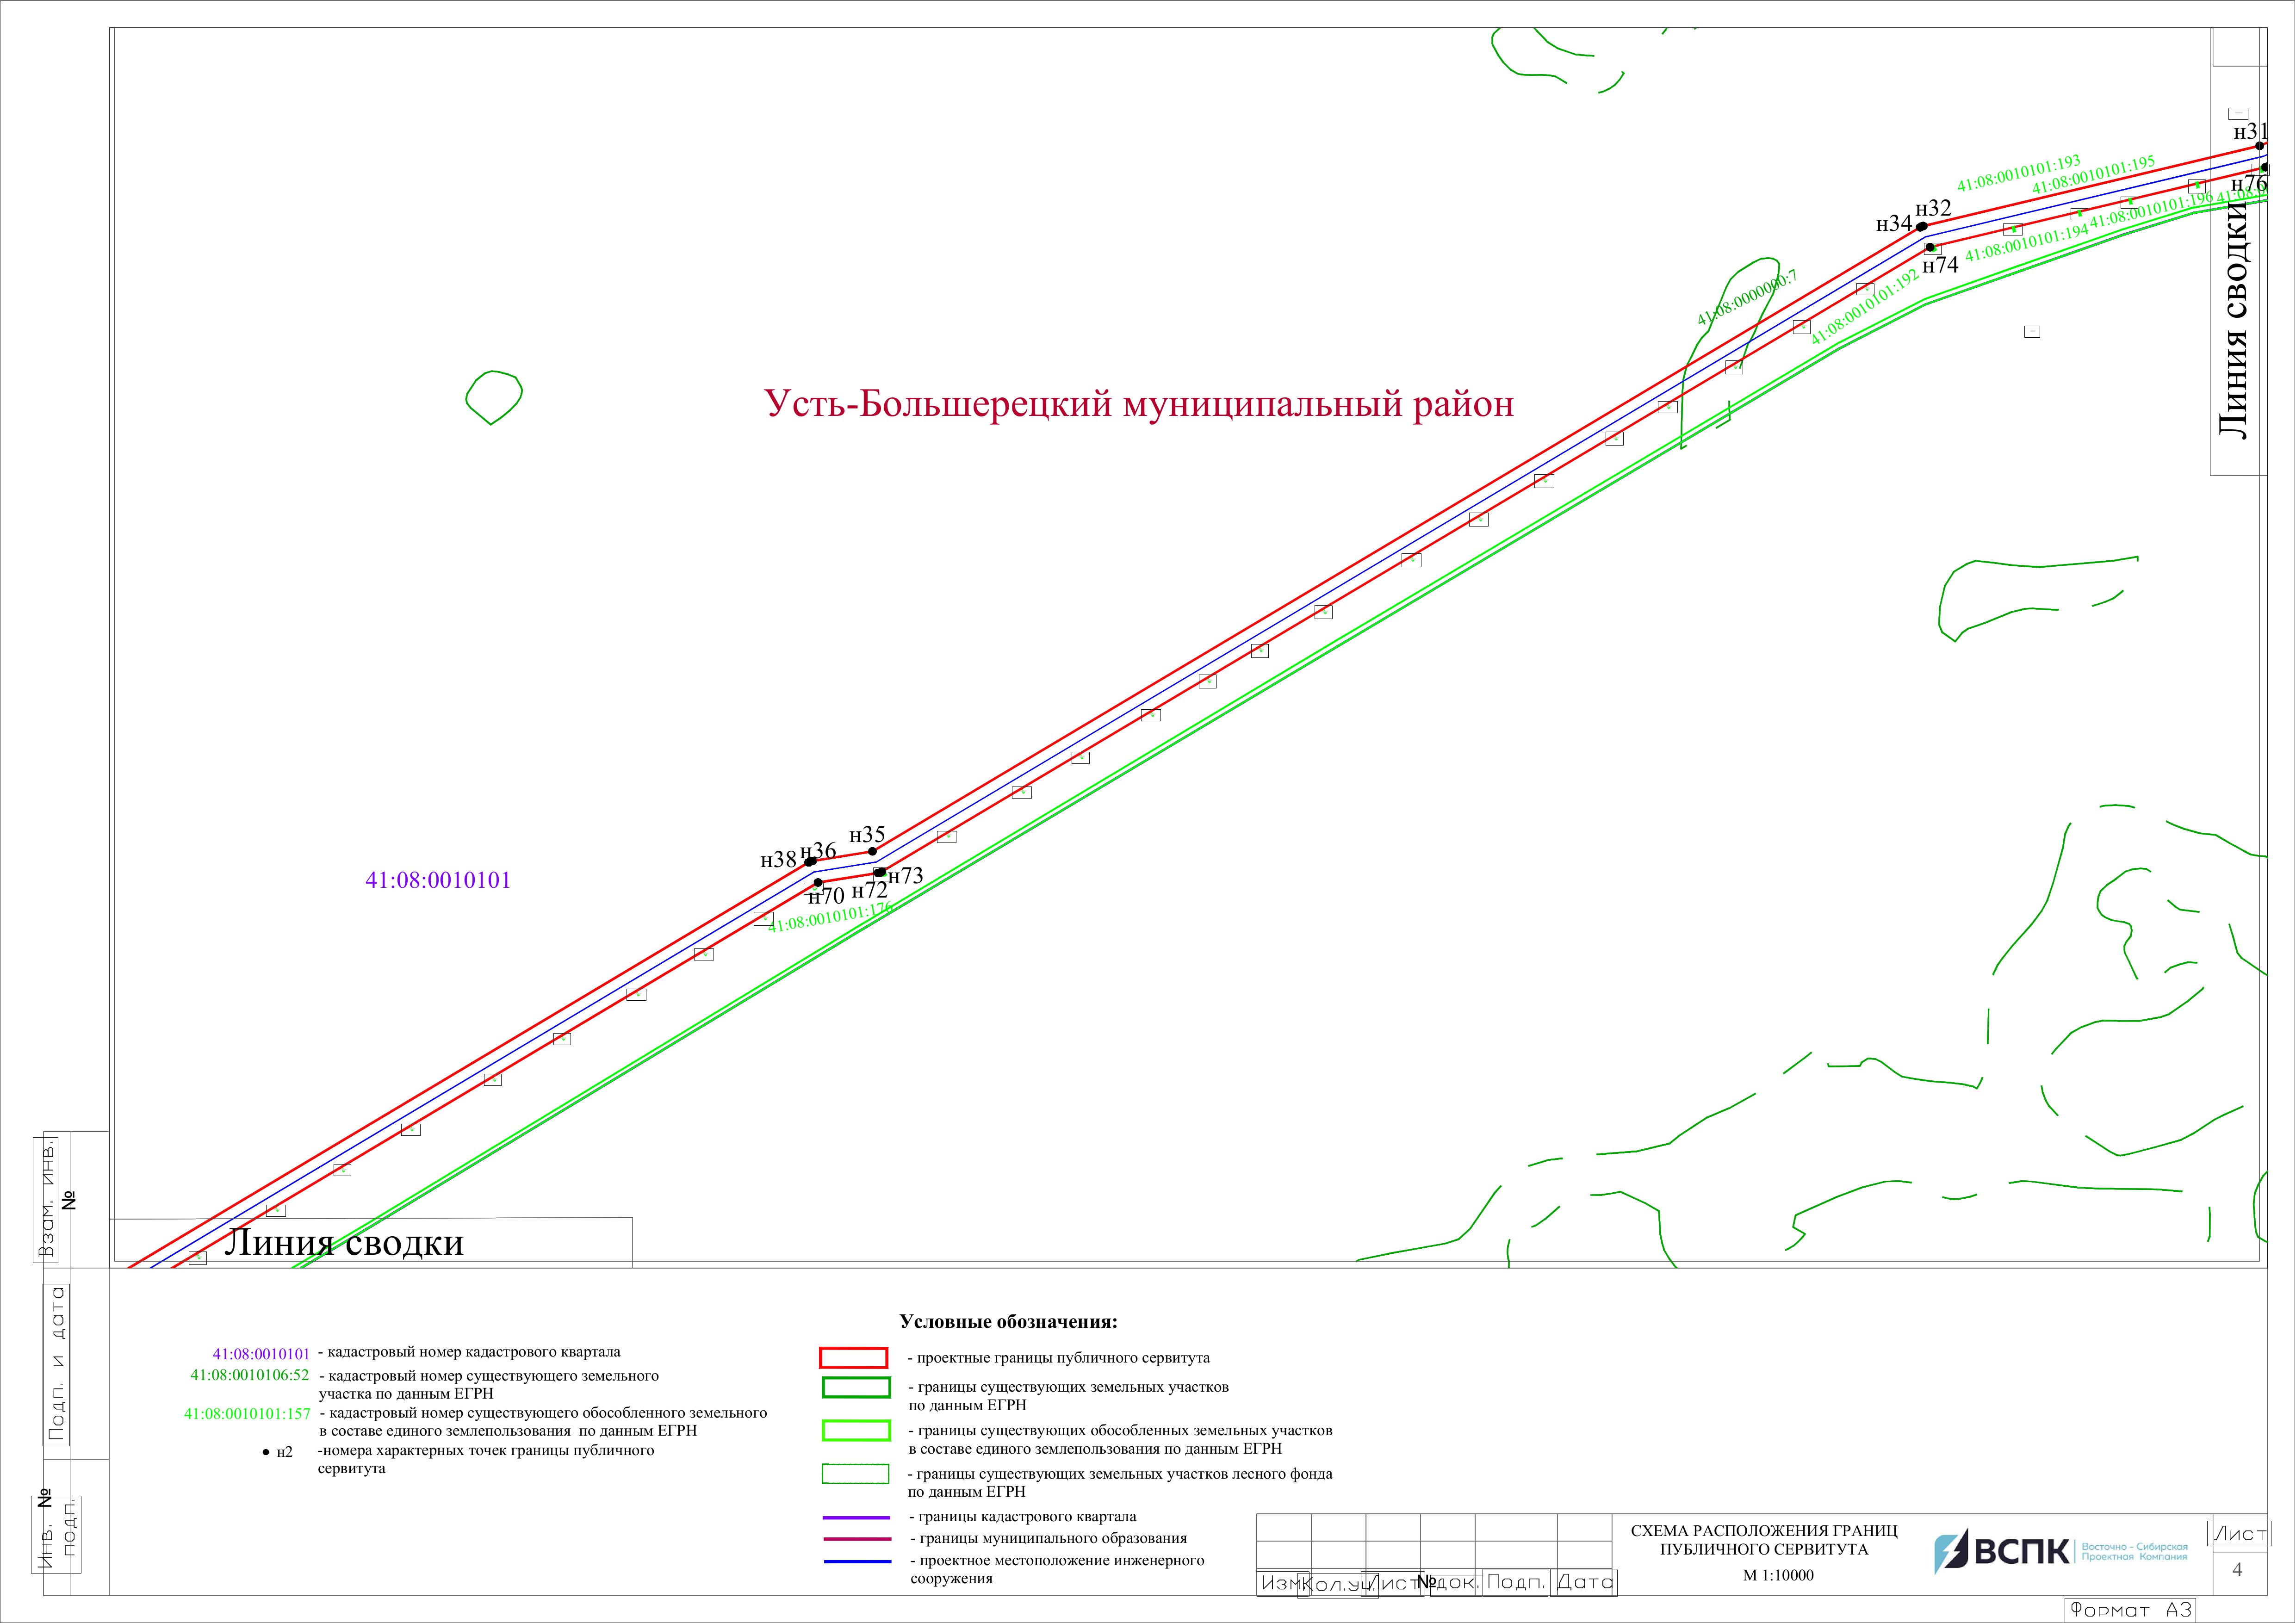 н31
41:08:0010101:193
41:08:0010101:195
н76
н32
н34
41:08:0010101:196
41:08:0
41:08:0010101:194
н74
41:08:0000000:7
41:08:0010101:192
Линия сводки
Усть-Большерецкий муниципальный район
н35
н36
н38
н73
н72
н70
41:08:0010101
41:08:0010101:176
Линия сводки
Взам. инв. №
Подп. и дата
Инв. № подп.
Условные обозначения:
41:08:0010101 - кадастровый номер кадастрового квартала
41:08:0010106:52 - кадастровый номер существующего земельного
участка по данным ЕГРН
41:08:0010101:157 - кадастровый номер существующего обособленного земельного
в составе единого землепользования по данным ЕГРН
н2 -номера характерных точек границы публичного
сервитута
- проектные границы публичного сервитута
- границы существующих земельных участков
по данным ЕГРН
- границы существующих обособленных земельных участков
в составе единого землепользования по данным ЕГРН
- границы существующих земельных участков лесного фонда
по данным ЕГРН
- границы кадастрового квартала
- границы муниципального образования
- проектное местоположение инженерного
сооружения
Изм Кол.уч. Лист №док. Подп. Дата
СХЕМА РАСПОЛОЖЕНИЯ ГРАНИЦ
ПУБЛИЧНОГО СЕРВИТУТА
М 1:10000
ВСПК
Восточно - Сибирская
Проектная Компания
Лист
4
Формат А3